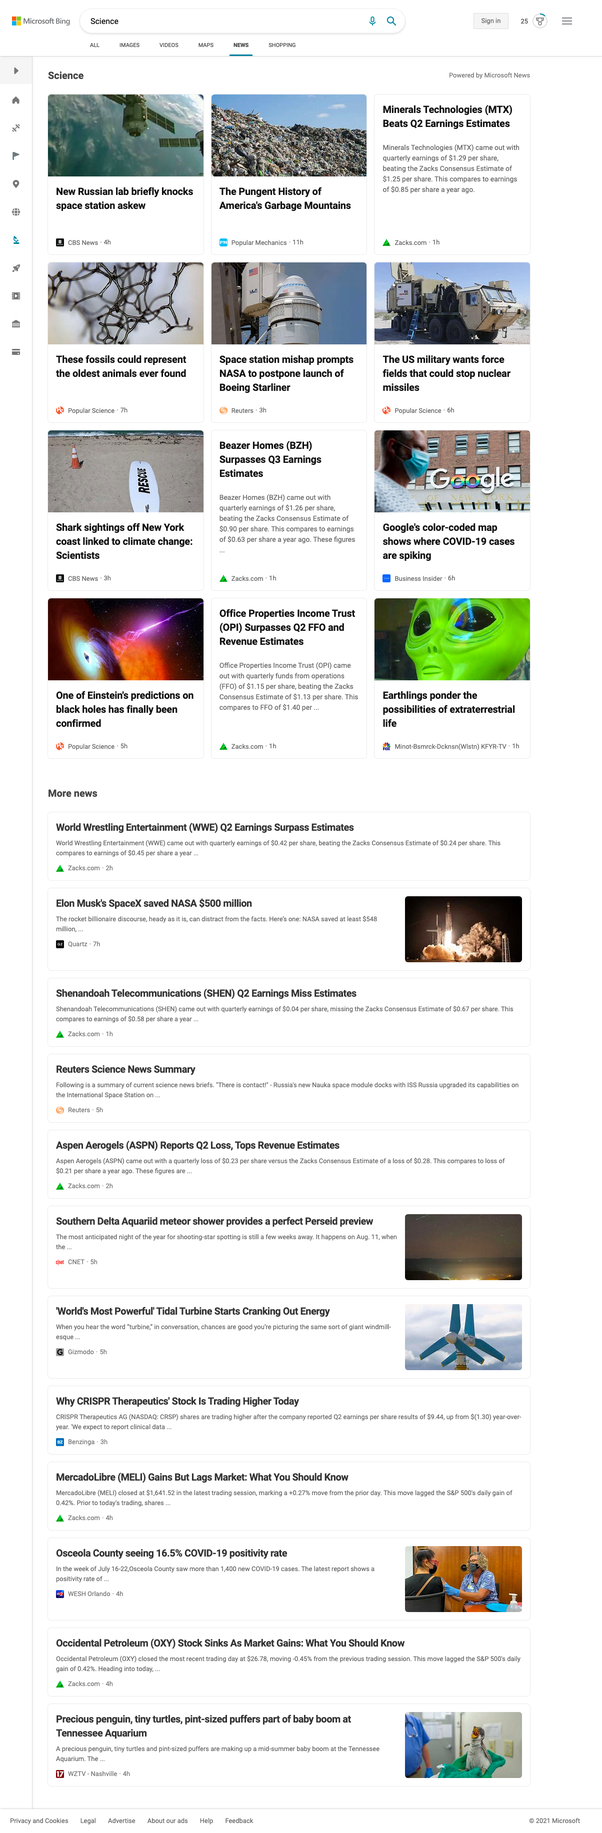 Microsoft Bing
Science
Sign in
25
ALL
IMAGES
VIDEOS
MAPS
NEWS
SHOPPING
Science
Powered by Microsoft News
New Russian lab briefly knocks
space station askew
CBS News · 4h
The Pungent History of
America's Garbage Mountains
Popular Mechanics · 11h
Minerals Technologies (MTX)
Beats Q2 Earnings Estimates
Minerals Technologies (MTX) came out with
quarterly earnings of $1.29 per share,
beating the Zacks Consensus Estimate of
$1.25 per share. This compares to earnings
of $0.85 per share a year ago.
Zacks.com · 1h
These fossils could represent
the oldest animals ever found
Popular Science · 7h
Space station mishap prompts
NASA to postpone launch of
Boeing Starliner
Reuters · 3h
The US military wants force
fields that could stop nuclear
missiles
Popular Science · 6h
RESCUE
Shark sightings off New York
coast linked to climate change:
Scientists
CBS News · 3h
Beazer Homes (BZH)
Surpasses Q3 Earnings
Estimates
Beazer Homes (BZH) came out with
quarterly earnings of $1.26 per share,
beating the Zacks Consensus Estimate of
$0.90 per share. This compares to earnings
of $0.63 per share a year ago. These figures
...
Zacks.com · 1h
Google
Google's color-coded map
shows where COVID-19 cases
are spiking
Business Insider · 6h
One of Einstein's predictions on
black holes has finally been
confirmed
Popular Science · 5h
Office Properties Income Trust
(OPI) Surpasses Q2 FFO and
Revenue Estimates
Office Properties Income Trust (OPI) came
out with quarterly funds from operations
(FFO) of $1.15 per share, beating the Zacks
Consensus Estimate of $1.13 per share. This
compares to FFO of $1.40 per ...
Zacks.com · 1h
Earthlings ponder the
possibilities of extraterrestrial
life
Minot-Bsmrck-Dcknsn(Wlstn) KFYR-TV · 1h
More news
World Wrestling Entertainment (WWE) Q2 Earnings Surpass Estimates
World Wrestling Entertainment (WWE) came out with quarterly earnings of $0.42 per share, beating the Zacks Consensus Estimate of $0.24 per share. This
compares to earnings of $0.45 per share a year ...
Zacks.com · 2h
Elon Musk's SpaceX saved NASA $500 million
The rocket billionaire discourse, heady as it is, can distract from the facts. Here's one: NASA saved at least $548
million, ...
Quartz · 7h
Shenandoah Telecommunications (SHEN) Q2 Earnings Miss Estimates
Shenandoah Telecommunications (SHEN) came out with quarterly earnings of $0.04 per share, missing the Zacks Consensus Estimate of $0.67 per share. This
compares to earnings of $0.58 per share a year ...
Zacks.com · 1h
Reuters Science News Summary
Following is a summary of current science news briefs. "There is contact!" - Russia's new Nauka space module docks with ISS Russia upgraded its capabilities on
the International Space Station on ...
Reuters · 5h
Aspen Aerogels (ASPN) Reports Q2 Loss, Tops Revenue Estimates
Aspen Aerogels (ASPN) came out with a quarterly loss of $0.23 per share versus the Zacks Consensus Estimate of a loss of $0.28. This compares to loss of
$0.21 per share a year ago. These figures are ...
Zacks.com · 2h
Southern Delta Aquariid meteor shower provides a perfect Perseid preview
The most anticipated night of the year for shooting-star spotting is still a few weeks away. It happens on Aug. 11, when
the ...
CNET · 5h
'World's Most Powerful' Tidal Turbine Starts Cranking Out Energy
When you hear the word "turbine," in conversation, chances are good you're picturing the same sort of giant windmill-
esque ...
Gizmodo · 5h
Why CRISPR Therapeutics' Stock Is Trading Higher Today
CRISPR Therapeutics AG (NASDAQ: CRSP) shares are trading higher after the company reported Q2 earnings per share results of $9.44, up from $(1.30) year-over-
year. 'We expect to report clinical data ...
Benzinga · 3h
MercadoLibre (MELI) Gains But Lags Market: What You Should Know
MercadoLibre (MELI) closed at $1,641.52 in the latest trading session, marking a +0.27% move from the prior day. This move lagged the S&P 500's daily gain of
0.42%. Prior to today's trading, shares ...
Zacks.com · 4h
Osceola County seeing 16.5% COVID-19 positivity rate
In the week of July 16-22,Osceola County saw more than 1,400 new COVID-19 cases. The latest report shows a
positivity rate of ...
WESH Orlando · 4h
Occidental Petroleum (OXY) Stock Sinks As Market Gains: What You Should Know
Occidental Petroleum (OXY) closed the most recent trading day at $26.78, moving -0.45% from the previous trading session. This move lagged the S&P 500's daily
gain of 0.42%. Heading into today, ...
Zacks.com · 4h
Precious penguin, tiny turtles, pint-sized puffers part of baby boom at
Tennessee Aquarium
A precious penguin, tiny turtles and pint-sized puffers are making up a mid-summer baby boom at the Tennessee
Aquarium. The ...
17
WZTV - Nashville · 4h
Privacy and Cookies
Legal
Advertise
About our ads
Help
Feedback
© 2021 Microsoft